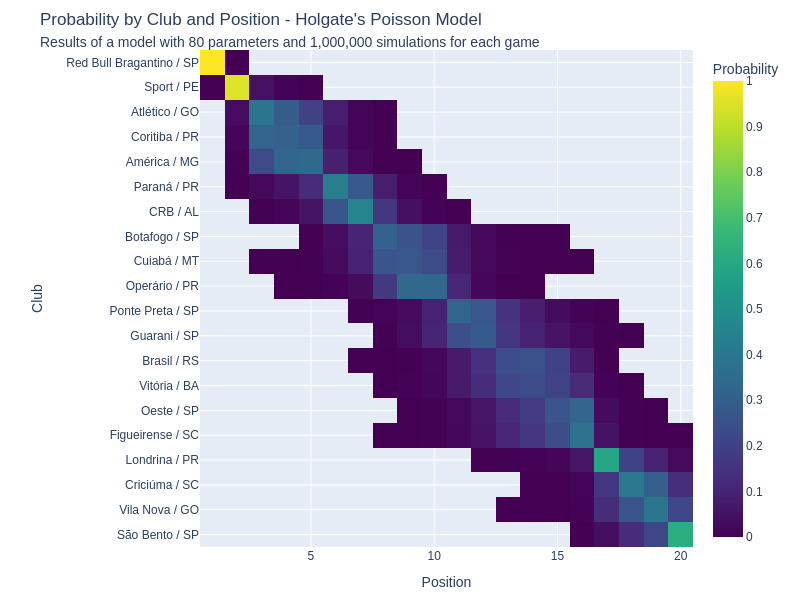 Probability by Club and Position - Holgate's Poisson Model
Results of a model with 80 parameters and 1,000,000 simulations for each game
Probability
Red Bull Bragantino / SP
Sport / PE
Atlético / GO
Coritiba / PR
América / MG
Paraná / PR
CRB / AL
Botafogo / SP
Cuiabá / MT
Operário / PR
Ponte Preta / SP
Guarani / SP
Brasil / RS
Vitória / BA
Oeste / SP
Figueirense / SC
Londrina / PR
Criciúma / SC
Vila Nova / GO
São Bento / SP
Club
5
10
15
20
Position
1
0.9
0.8
0.7
0.6
0.5
0.4
0.3
0.2
0.1
0